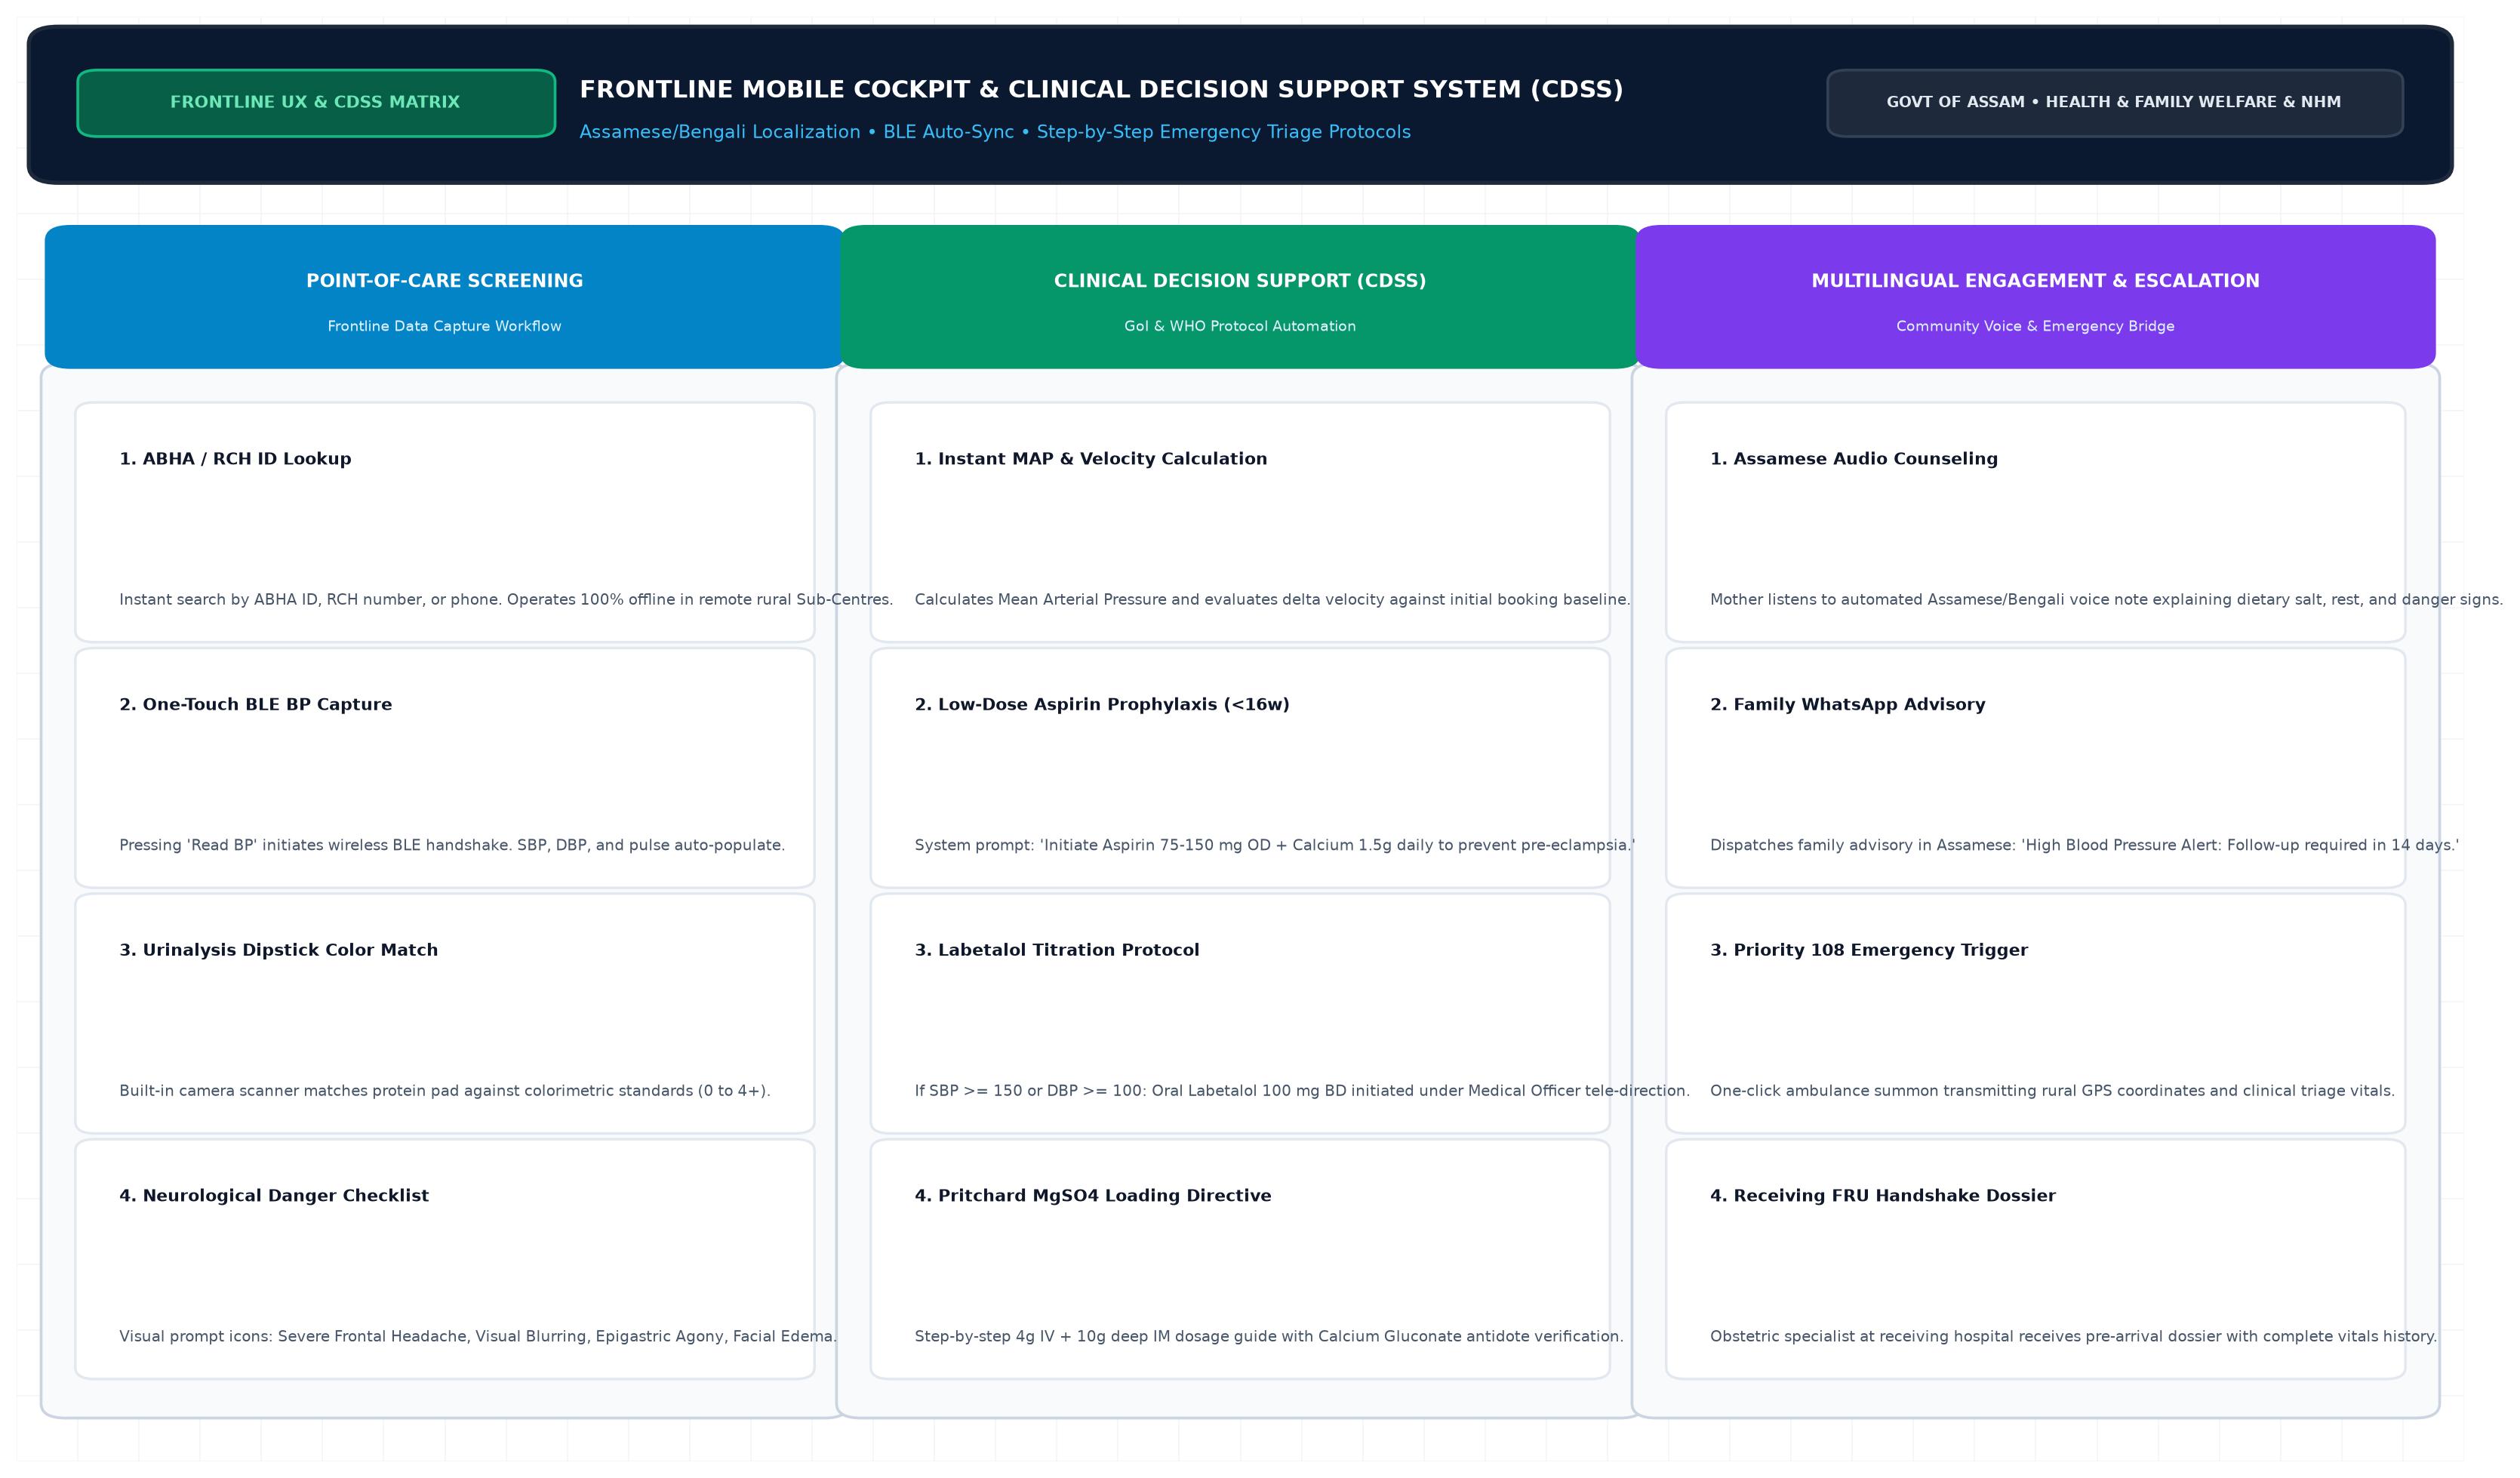 FRONTLINE UX & CDSS MATRIX
FRONTLINE MOBILE COCKPIT & CLINICAL DECISION SUPPORT SYSTEM (CDSS)
Assamese/Bengali Localization • BLE Auto-Sync • Step-by-Step Emergency Triage Protocols
GOVT OF ASSAM • HEALTH & FAMILY WELFARE & NHM
POINT-OF-CARE SCREENING
Frontline Data Capture Workflow
1. ABHA / RCH ID Lookup
Instant search by ABHA ID, RCH number, or phone. Operates 100% offline in remote rural Sub-Centres.
2. One-Touch BLE BP Capture
Pressing 'Read BP' initiates wireless BLE handshake. SBP, DBP, and pulse auto-populate.
3. Urinalysis Dipstick Color Match
Built-in camera scanner matches protein pad against colorimetric standards (0 to 4+).
4. Neurological Danger Checklist
Visual prompt icons: Severe Frontal Headache, Visual Blurring, Epigastric Agony, Facial Edema.
CLINICAL DECISION SUPPORT (CDSS)
GoI & WHO Protocol Automation
1. Instant MAP & Velocity Calculation
Calculates Mean Arterial Pressure and evaluates delta velocity against initial booking baseline.
2. Low-Dose Aspirin Prophylaxis (<16w)
System prompt: 'Initiate Aspirin 75-150 mg OD + Calcium 1.5g daily to prevent pre-eclampsia.'
3. Labetalol Titration Protocol
If SBP >= 150 or DBP >= 100: Oral Labetalol 100 mg BD initiated under Medical Officer tele-direction.
4. Pritchard MgSO4 Loading Directive
Step-by-step 4g IV + 10g deep IM dosage guide with Calcium Gluconate antidote verification.
MULTILINGUAL ENGAGEMENT & ESCALATION
Community Voice & Emergency Bridge
1. Assamese Audio Counseling
Mother listens to automated Assamese/Bengali voice note explaining dietary salt, rest, and danger signs.
2. Family WhatsApp Advisory
Dispatches family advisory in Assamese: 'High Blood Pressure Alert: Follow-up required in 14 days.'
3. Priority 108 Emergency Trigger
One-click ambulance summon transmitting rural GPS coordinates and clinical triage vitals.
4. Receiving FRU Handshake Dossier
Obstetric specialist at receiving hospital receives pre-arrival dossier with complete vitals history.